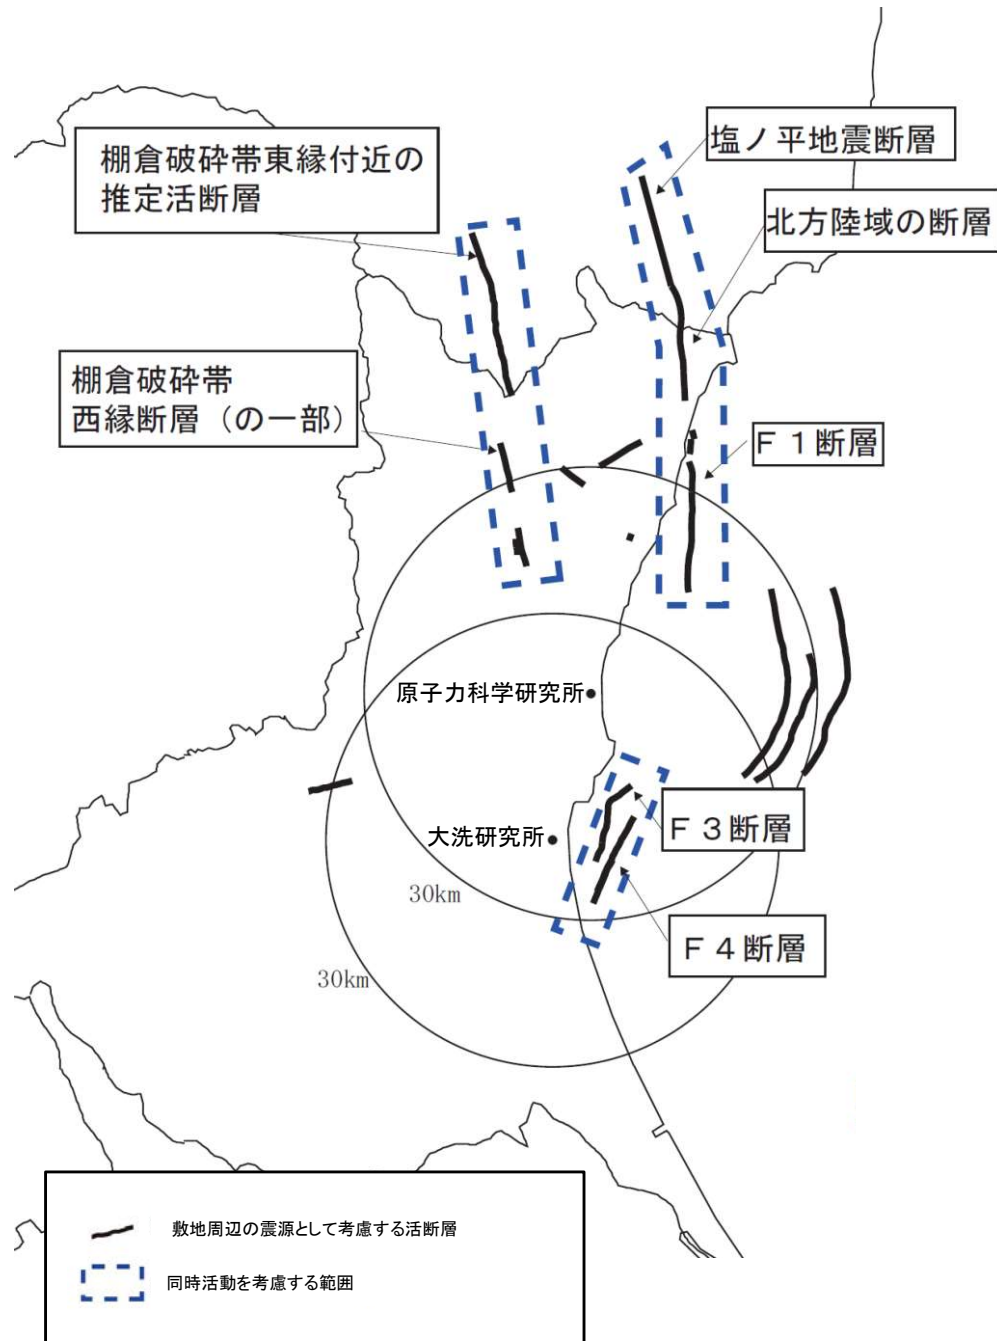 塩ノ平地震断層
棚倉破砕帯東縁付近の
推定活断層
北方陸域の断層
棚倉破砕帯
西縁断層（の一部）
Ｆ１断層
原子力科学研究所
Ｆ３断層
大洗研究所
30km
Ｆ４断層
30km
敷地周辺の震源として考慮する活断層
同時活動を考慮する範囲